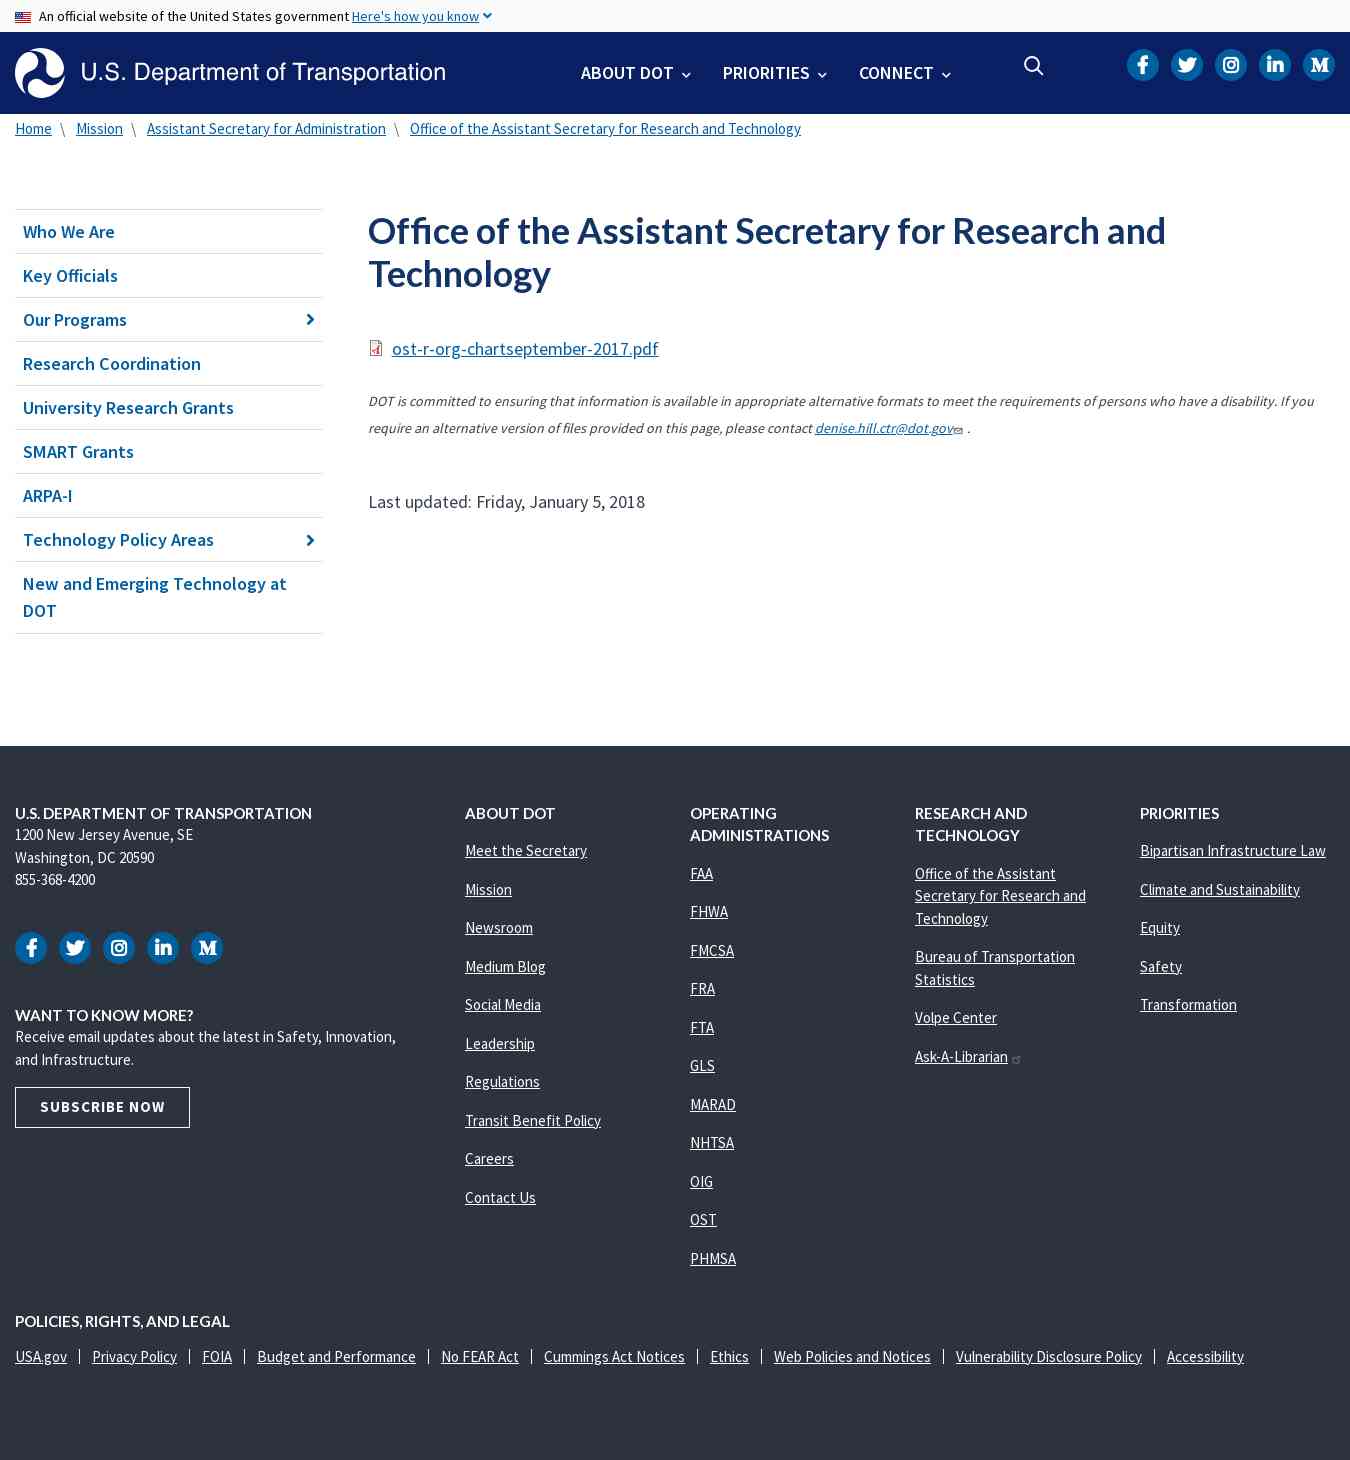 An official website of the United States government Here's how you know
U.S. Department of Transportation
ABOUT DOT
PRIORITIES
CONNECT
Home \ Mission \ Assistant Secretary for Administration \ Office of the Assistant Secretary for Research and Technology
Who We Are
Key Officials
Our Programs
Research Coordination
University Research Grants
SMART Grants
ARPA-I
Technology Policy Areas
New and Emerging Technology at
DOT
Office of the Assistant Secretary for Research and
Technology
ost-r-org-chartseptember-2017.pdf
DOT is committed to ensuring that information is available in appropriate alternative formats to meet the requirements of persons who have a disability. If you
require an alternative version of files provided on this page, please contact denise.hill.ctr@dot.gov .
Last updated: Friday, January 5, 2018
U.S. DEPARTMENT OF TRANSPORTATION
1200 New Jersey Avenue, SE
Washington, DC 20590
855-368-4200
WANT TO KNOW MORE?
Receive email updates about the latest in Safety, Innovation,
and Infrastructure.
SUBSCRIBE NOW
ABOUT DOT
Meet the Secretary
Mission
Newsroom
Medium Blog
Social Media
Leadership
Regulations
Transit Benefit Policy
Careers
Contact Us
OPERATING
ADMINISTRATIONS
FAA
FHWA
FMCSA
FRA
FTA
GLS
MARAD
NHTSA
OIG
OST
PHMSA
RESEARCH AND
TECHNOLOGY
Office of the Assistant
Secretary for Research and
Technology
Bureau of Transportation
Statistics
Volpe Center
Ask-A-Librarian
PRIORITIES
Bipartisan Infrastructure Law
Climate and Sustainability
Equity
Safety
Transformation
POLICIES, RIGHTS, AND LEGAL
USA.gov | Privacy Policy | FOIA | Budget and Performance | No FEAR Act | Cummings Act Notices | Ethics | Web Policies and Notices | Vulnerability Disclosure Policy | Accessibility